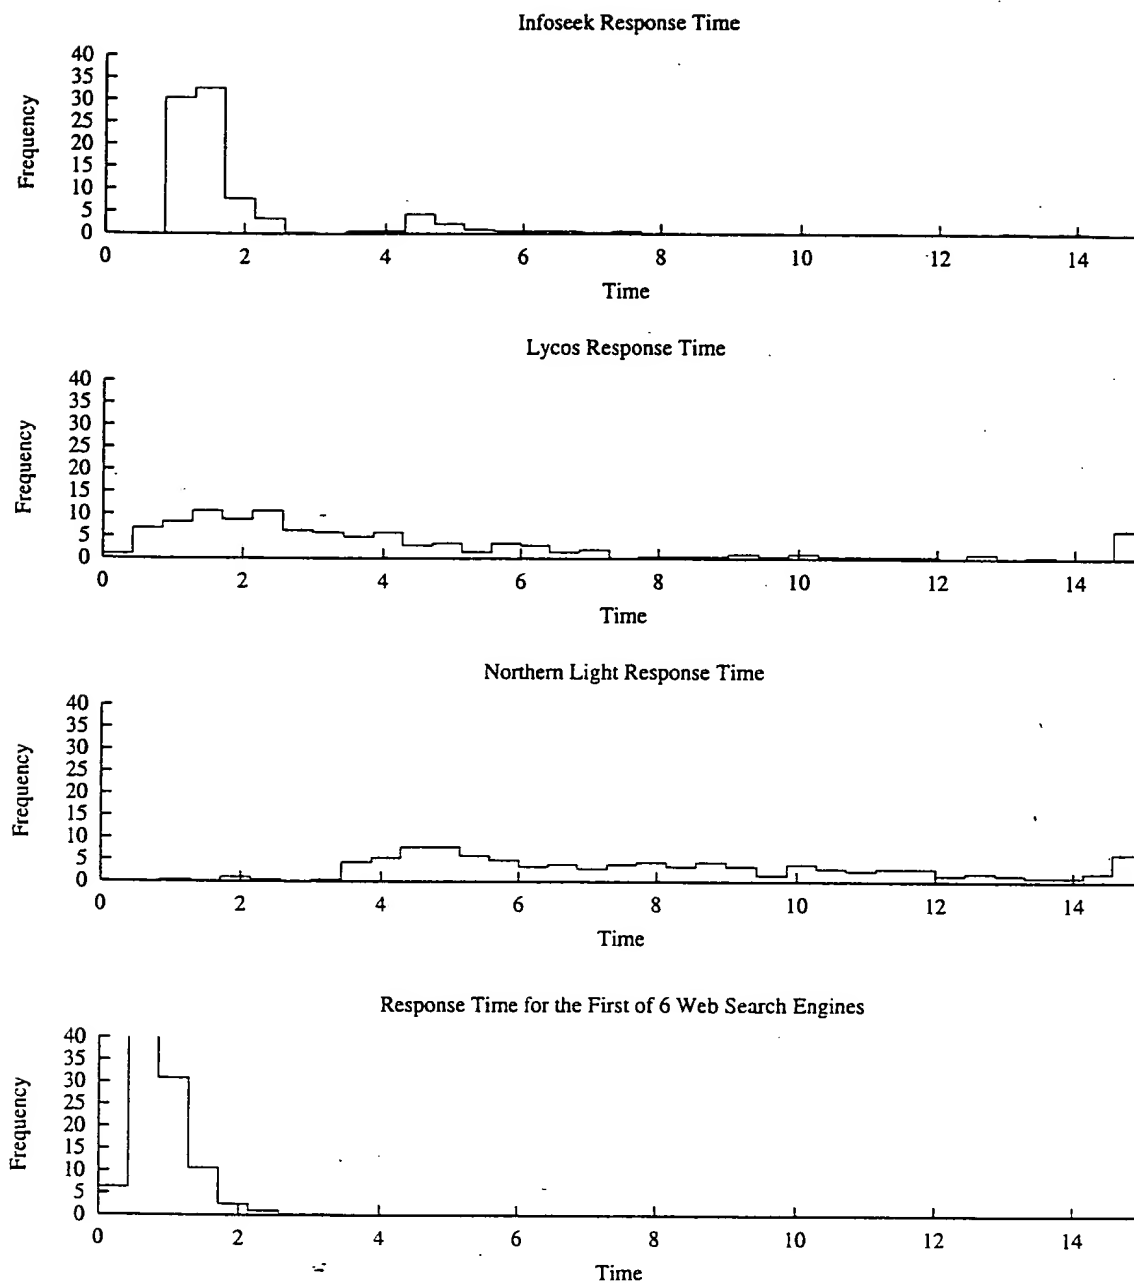 Infoseek Response Time
40
35
30
25
20
15
10
5
0
Frequency
0 2 4 6 8 10 12 14
Time
Lycos Response Time
40
35
30
25
20
15
10
5
0
Frequency
0 2 4 6 8 10 12 14
Time
Northern Light Response Time
40
35
30
25
20
15
10
5
0
Frequency
0 2 4 6 8 10 12 14
Time
Response Time for the First of 6 Web Search Engines
40
35
30
25
20
15
10
5
0
Frequency
0 2 4 6 8 10 12 14
Time